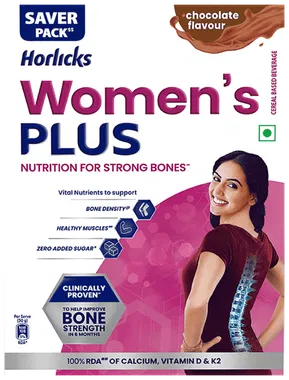 SAVER
PACK$$
chocolate
flavour
Horlicks
Women's
PLUS
NUTRITION FOR STRONG BONES
CEREAL BASED BEVERAGE
Vital Nutrients to support
BONE DENSITY
HEALTHY MUSCLES
ZERO ADDED SUGAR
CLINICALLY
PROVEN
TO HELP IMPROVE
BONE
STRENGTH
IN 6 MONTHS
Per Serve
(30 g)
RDA
100% RDA## OF CALCIUM, VITAMIN D & K2